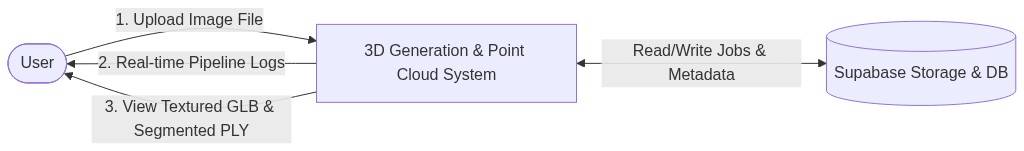 1. Upload Image File
User
2. Real-time Pipeline Logs
3. View Textured GLB &
Segmented PLY
3D Generation & Point
Cloud System
Read/Write Jobs &
Metadata
Supabase Storage & DB